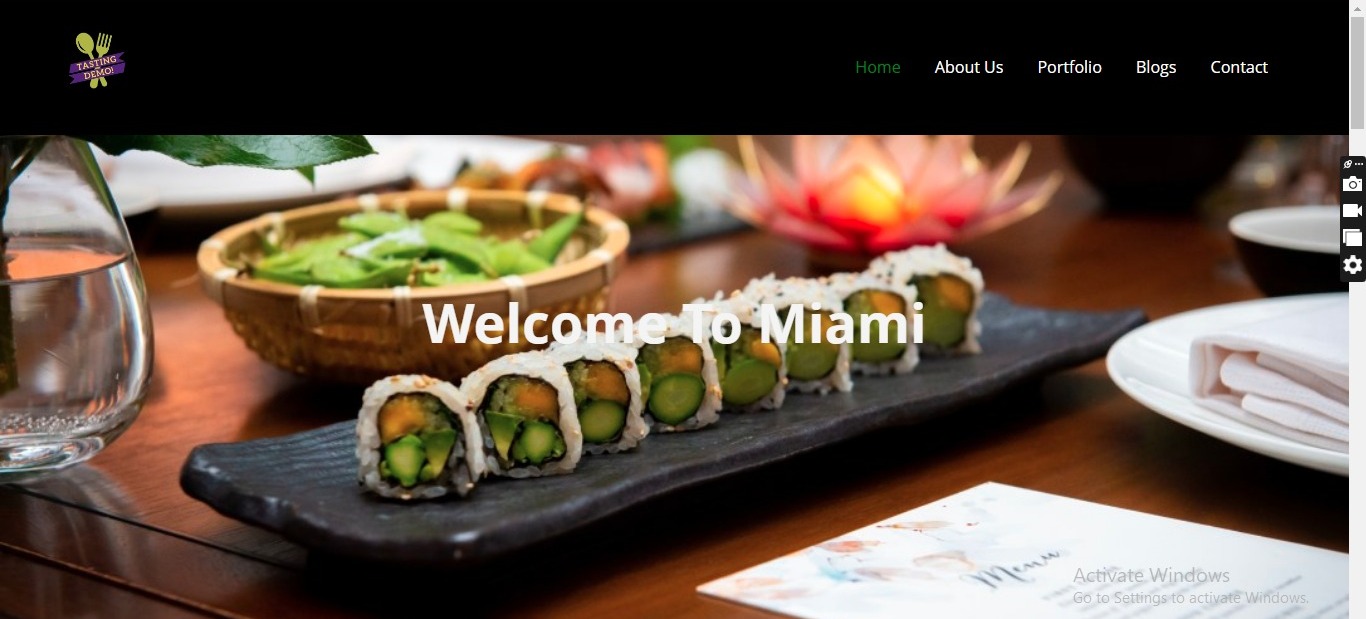 TASTING
DEMO!
Home About Us Portfolio Blogs Contact
Welcome To Miami
Menu
Activate Windows
Go to Settings to activate Windows.